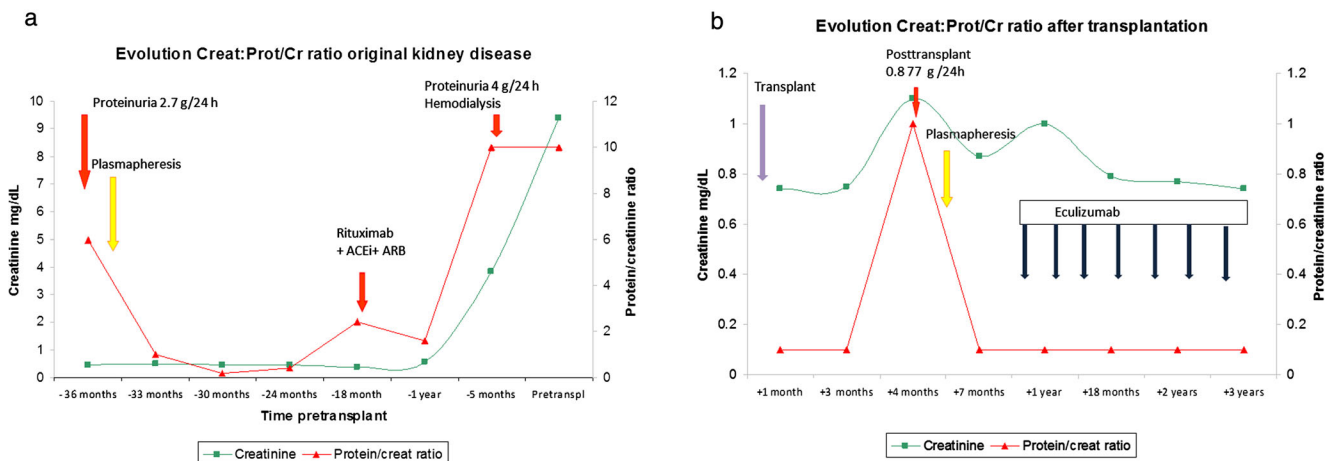 a
Evolution Creat:Prot/Cr ratio original kidney disease
Proteinuria 2.7 g/24 h
Plasmapheresis
Rituximab
+ ACEi+ ARB
Proteinuria 4 g/24 h
Hemodialysis
Creatinine mg/dL
10
9
8
7
6
5
4
3
2
1
0
Protein/creatinine ratio
12
10
8
6
4
2
0
-36 months
-33 months
-30 months
-24 months
-18 month
-1 year
-5 months
Pretranspl
Time pretransplant
Creatinine
Protein/creat ratio
b
Evolution Creat:Prot/Cr ratio after transplantation
Transplant
Posttransplant
0.877 g/24h
Plasmapheresis
Eculizumab
Creatinine mg/dL
1.2
1
0.8
0.6
0.4
0.2
0
Protein/creatinine ratio
1.2
1
0.8
0.6
0.4
0.2
0
+1 month
+3 months
+4 months
+7 months
+1 year
+18 months
+2 years
+3 years
Creatinine
Protein/creat ratio